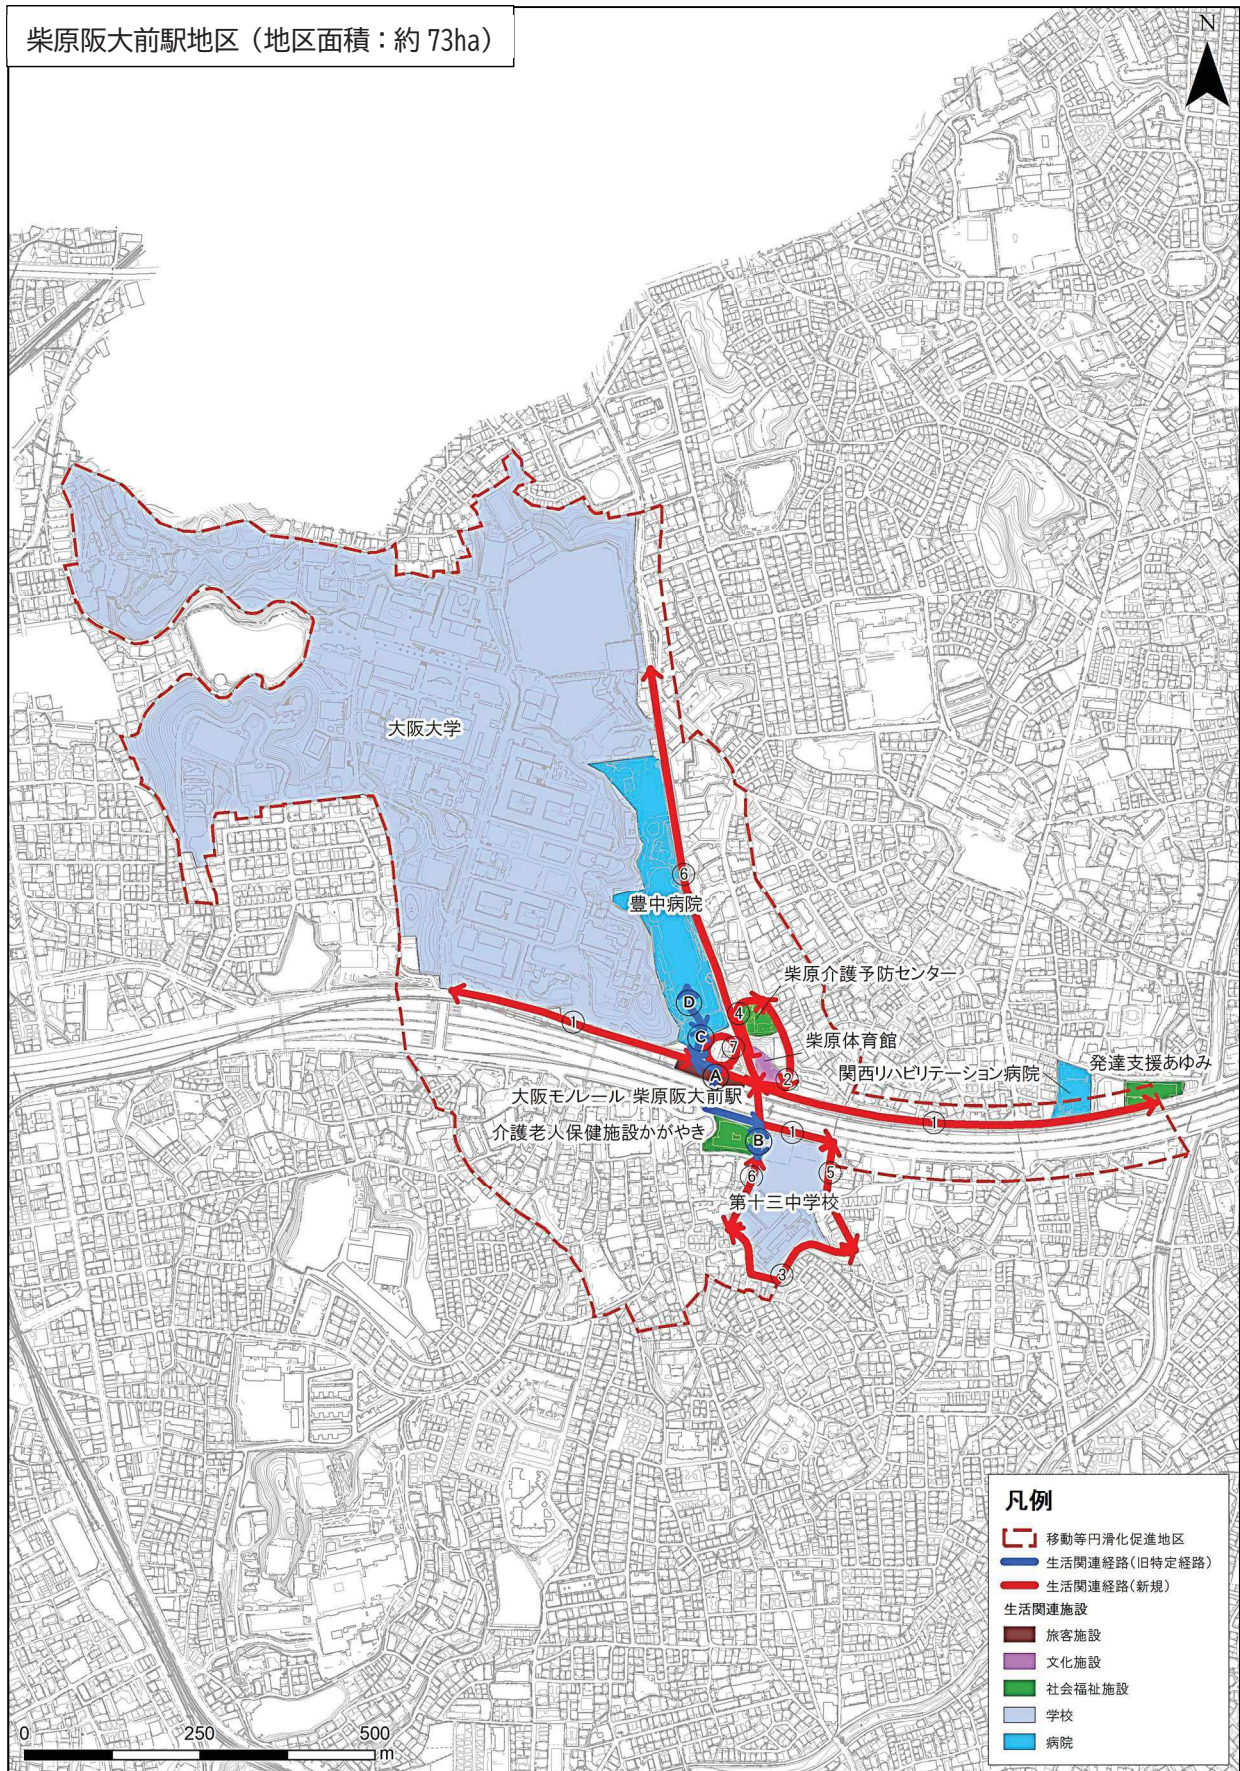 柴原阪大前駅地区（地区面積：約73ha）
N
大阪大学
⑥
豊中病院
柴原介護予防センター
D
④
①
C
⑦
柴原体育館
A
②
関西リハビリテーション病院
発達支援あゆみ
大阪モノレール 柴原阪大前駅
①
介護老人保健施設かがやき
B
①
⑥
⑤
第十三中学校
③
凡例
移動等円滑化促進地区
生活関連経路(旧特定経路)
生活関連経路(新規)
生活関連施設
旅客施設
文化施設
社会福祉施設
学校
病院
0 250 500
m